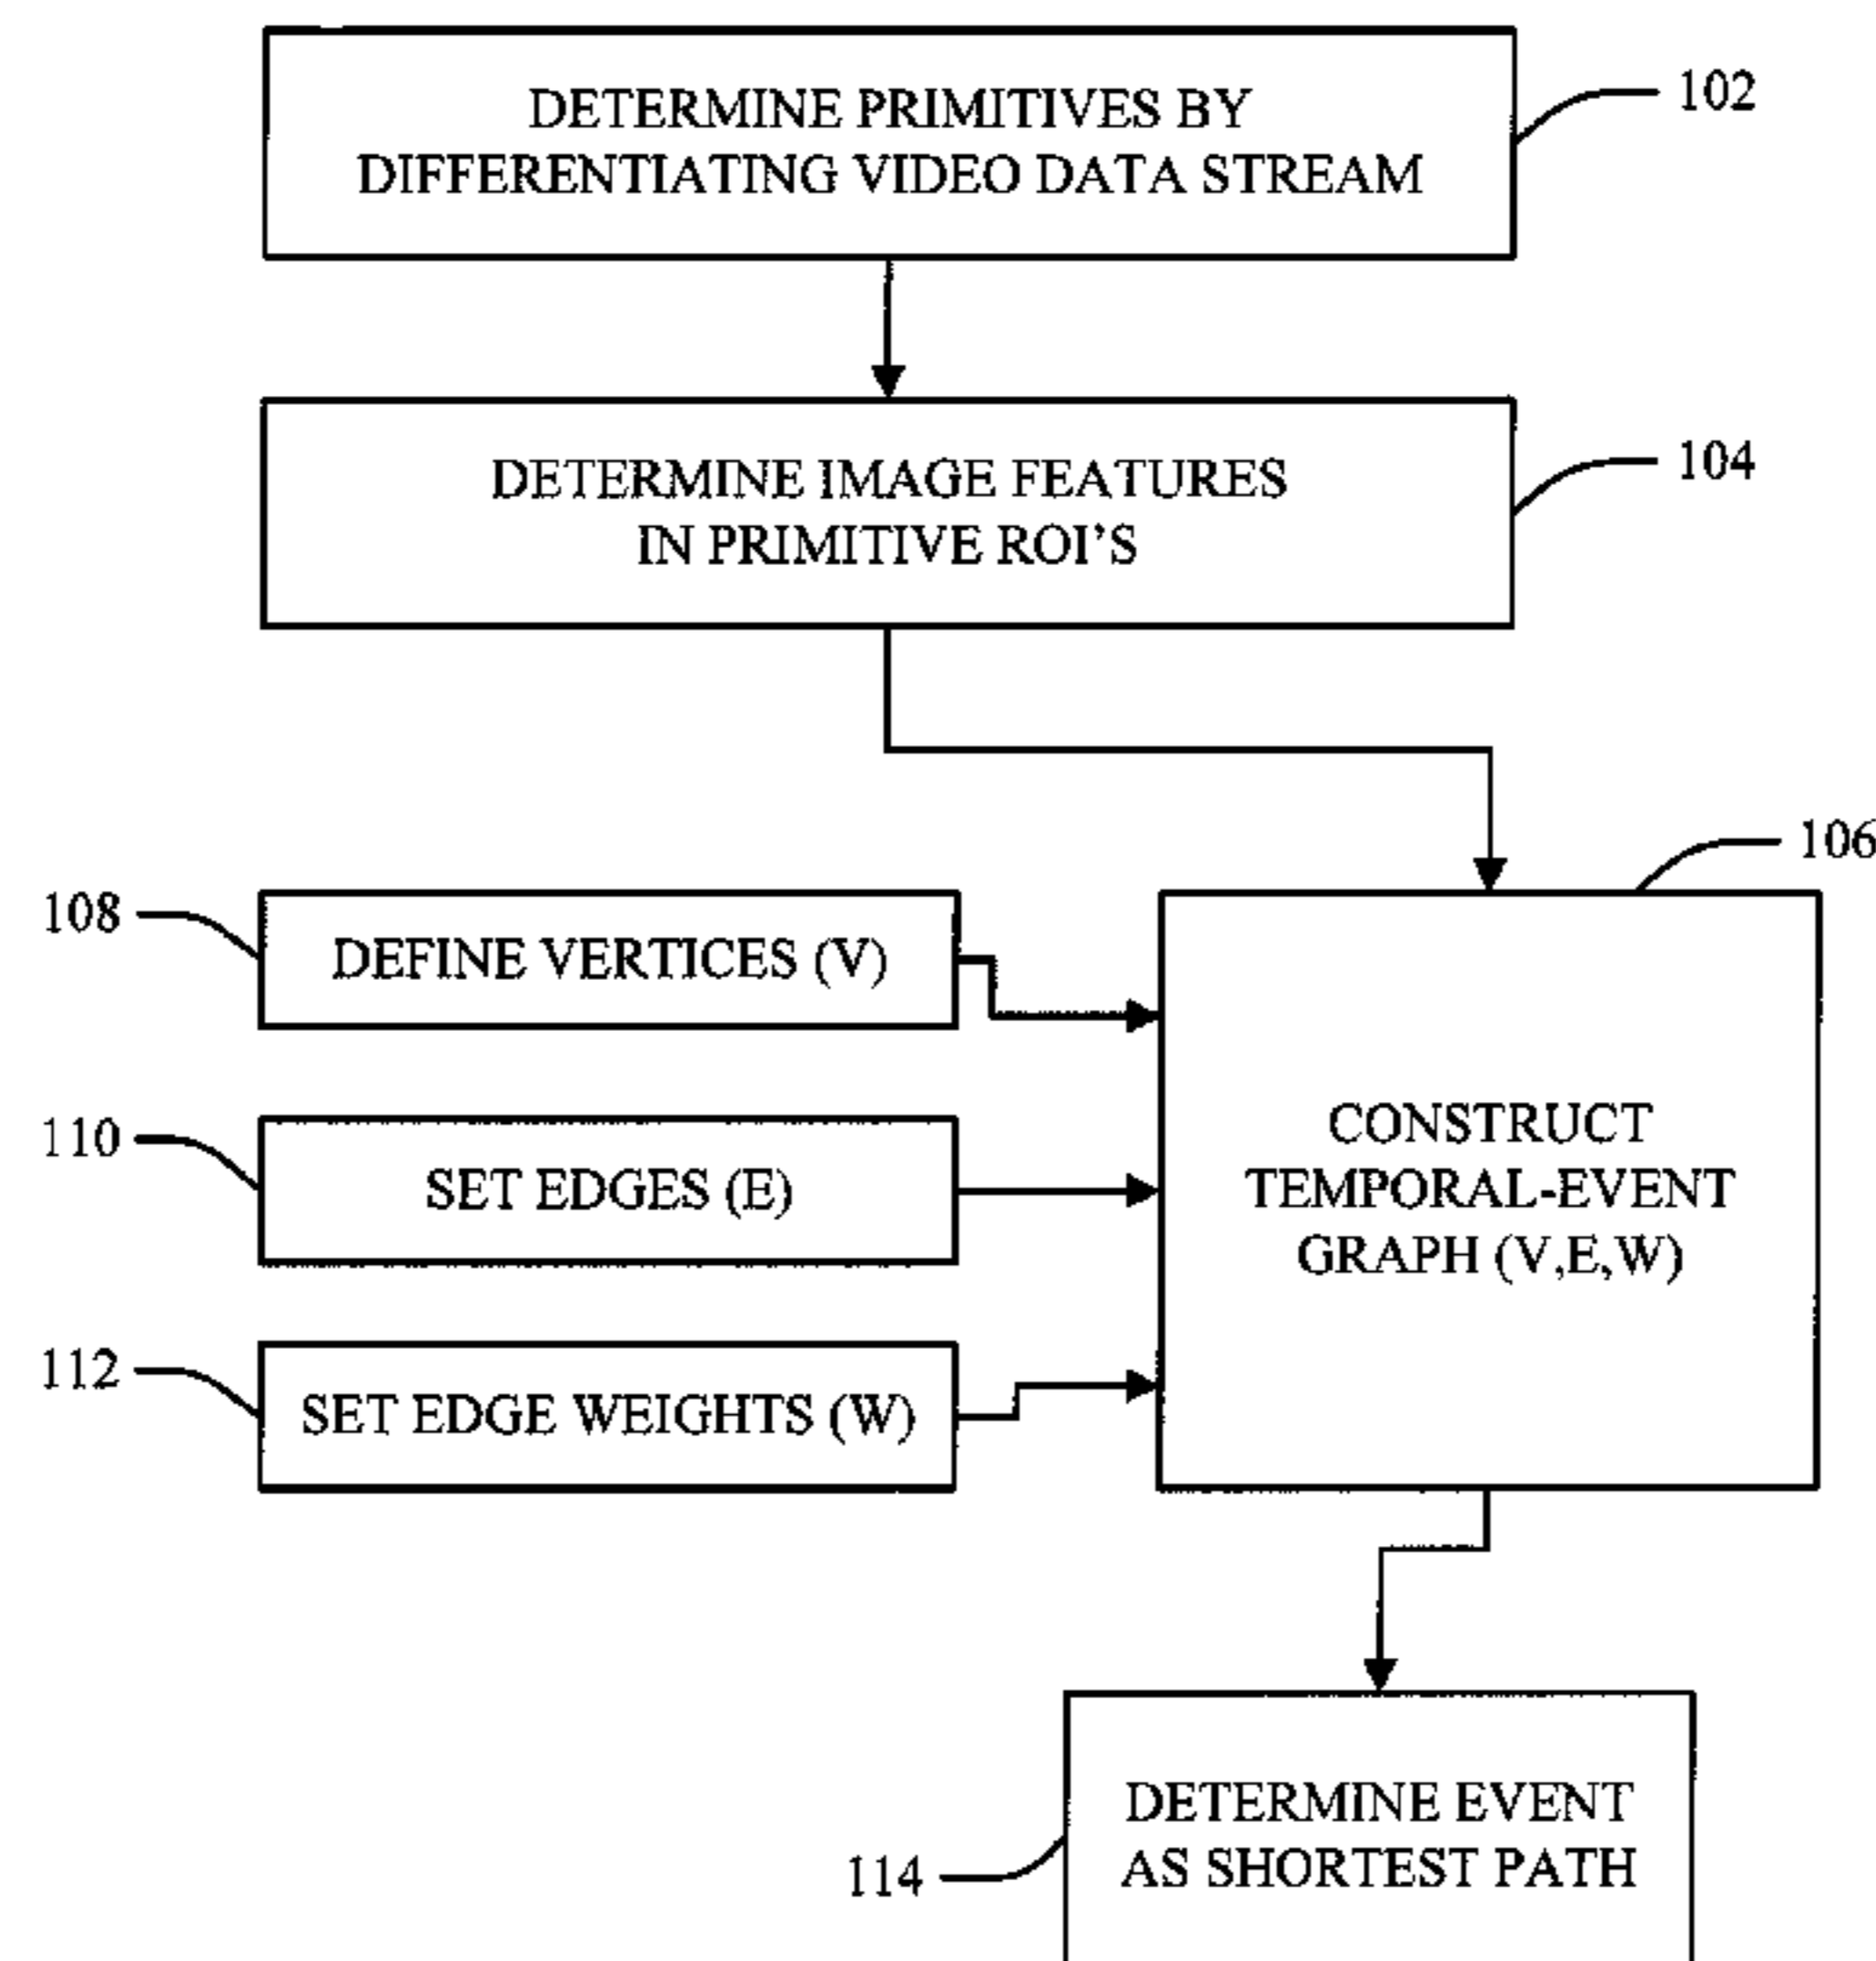 DETERMINE PRIMITIVES BY
DIFFERENTIATING VIDEO DATA STREAM
102
DETERMINE IMAGE FEATURES
IN PRIMITIVE ROI'S
104
106
108
DEFINE VERTICES (V)
110
SET EDGES (E)
112
SET EDGE WEIGHTS (W)
CONSTRUCT
TEMPORAL-EVENT
GRAPH (V,E,W)
DETERMINE EVENT
AS SHORTEST PATH
114